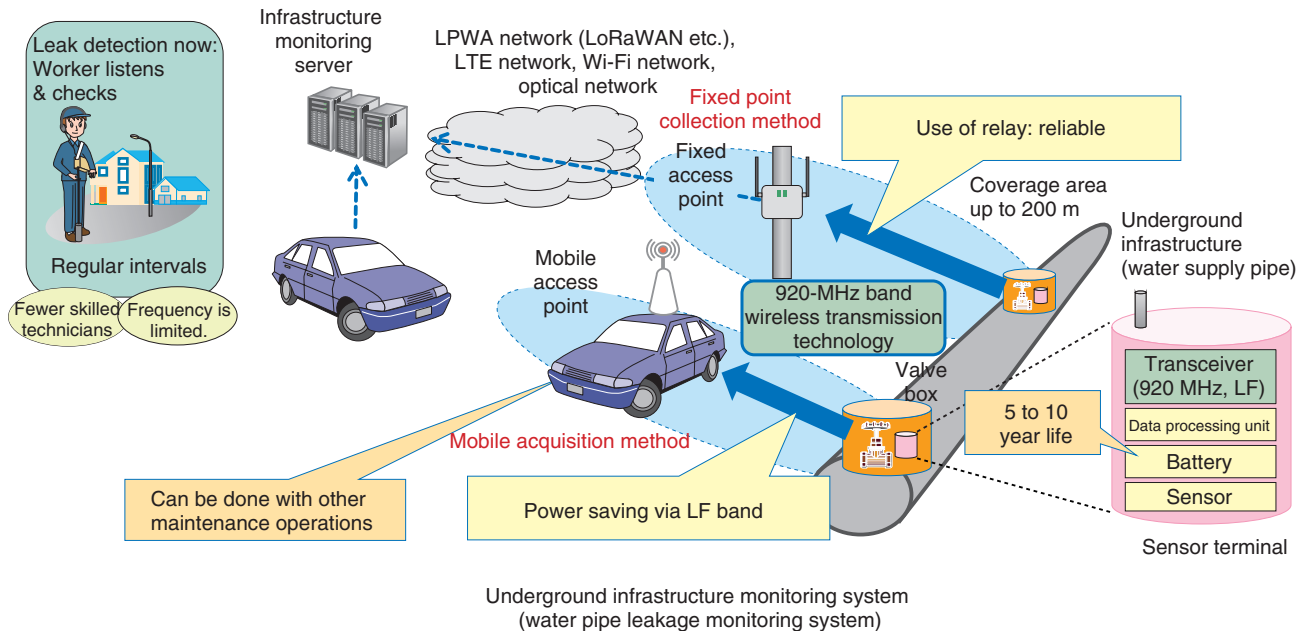 Leak detection now:
Worker listens
& checks
Regular intervals
Fewer skilled
technicians
Frequency is
limited.
Infrastructure
monitoring
server
LPWA network (LoRaWAN etc.),
LTE network, Wi-Fi network,
optical network
Fixed point
collection method
Fixed
access
point
Use of relay: reliable
Coverage area
up to 200 m
Underground
infrastructure
(water supply pipe)
Mobile
access
point
920-MHz band
wireless transmission
technology
Valve
box
Mobile acquisition method
Can be done with other
maintenance operations
Power saving via LF band
5 to 10
year life
Transceiver
(920 MHz, LF)
Data processing unit
Battery
Sensor
Sensor terminal
Underground infrastructure monitoring system
(water pipe leakage monitoring system)